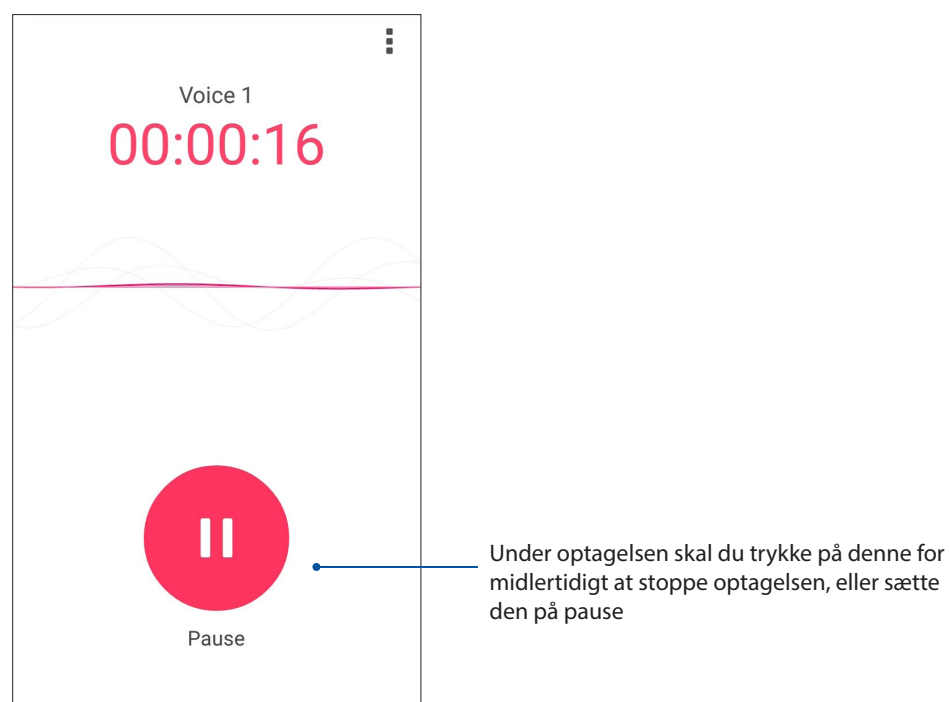 Voice 1
00:00:16
Under optagelsen skal du trykke på denne for
midlertidigt at stoppe optagelsen, eller sætte
den på pause
Pause